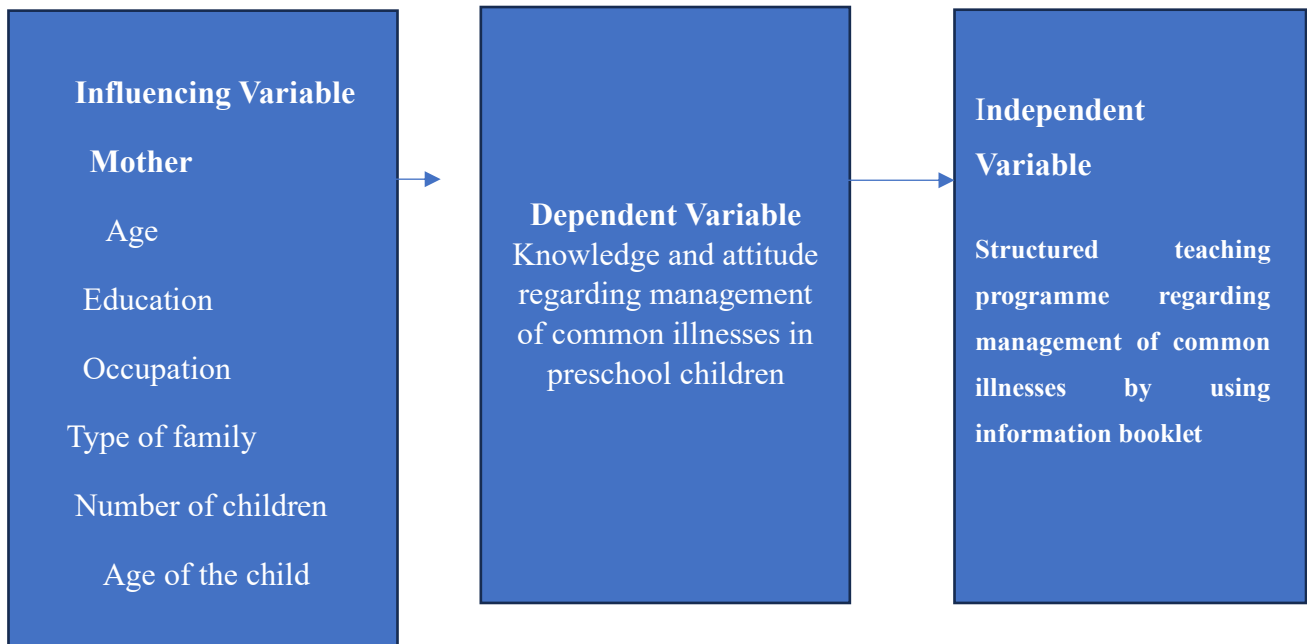 Influencing Variable
Mother
Age
Education
Occupation
Type of family
Number of children
Age of the child
Dependent Variable
Knowledge and attitude
regarding management
of common illnesses in
preschool children
Independent
Variable
Structured teaching
programme regarding
management of common
illnesses by using
information booklet